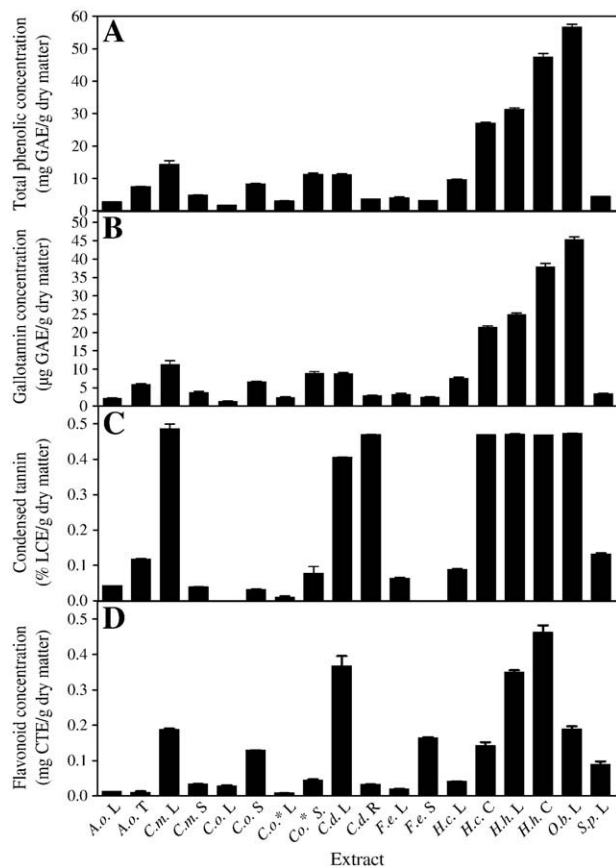 A
Total phenolic concentration
(mg GAE/g dry matter)
60
50
40
30
20
10
0
B
Gallotannin concentration
(µg GAE/g dry matter)
50
45
40
35
30
25
20
15
10
5
0
C
Condensed tannin
(% LCE/g dry matter)
0.5
0.4
0.3
0.2
0.1
0.0
D
Flavonoid concentration
(mg CTE/g dry matter)
0.5
0.4
0.3
0.2
0.1
0.0
A.o. L
A.o. T
C.m. L
C.m. S
C.o. L
C.o. S
C.o.* L
Co.* S.
C.d. L
C.d. R
F.e. L
F.e. S
H.c. L
H.c. C
H.h. L
H.h. C
O.b. L
S.p. L
Extract